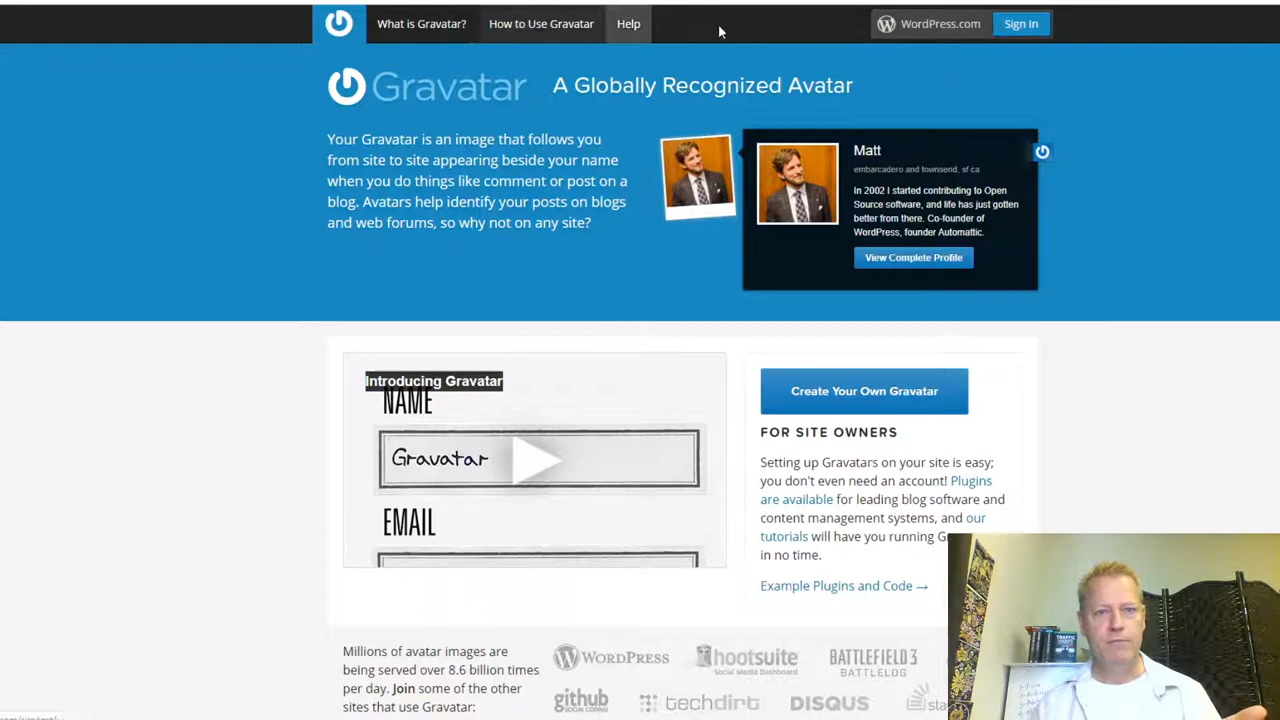 What is Gravatar? How to Use Gravatar Help WordPress.com Sign In
Gravatar A Globally Recognized Avatar
Your Gravatar is an image that follows you
from site to site appearing beside your name
when you do things like comment or post on a
blog. Avatars help identify your posts on blogs
and web forums, so why not on any site?
Matt
embarcadero and townsend, sf ca
In 2002 I started contributing to Open
Source software, and life has just gotten
better from there. Co-founder of
WordPress, founder Automattic.
View Complete Profile
Introducing Gravatar
NAME
Gravatar
EMAIL
Create Your Own Gravatar
FOR SITE OWNERS
Setting up Gravatars on your site is easy;
you don't even need an account! Plugins
are available for leading blog software and
content management systems, and our
tutorials will have you running
in no time.
Example Plugins and Code →
Millions of avatar images are
being served over 8.6 billion times
per day. Join some of the other
sites that use Gravatar:
WORDPRESS
hootsuite
Social Media Dashboard
BATTLEFIELD 3
BATTLELOG
github
SOCIAL CODING
techdirt
DISQUS
TRAFFIC